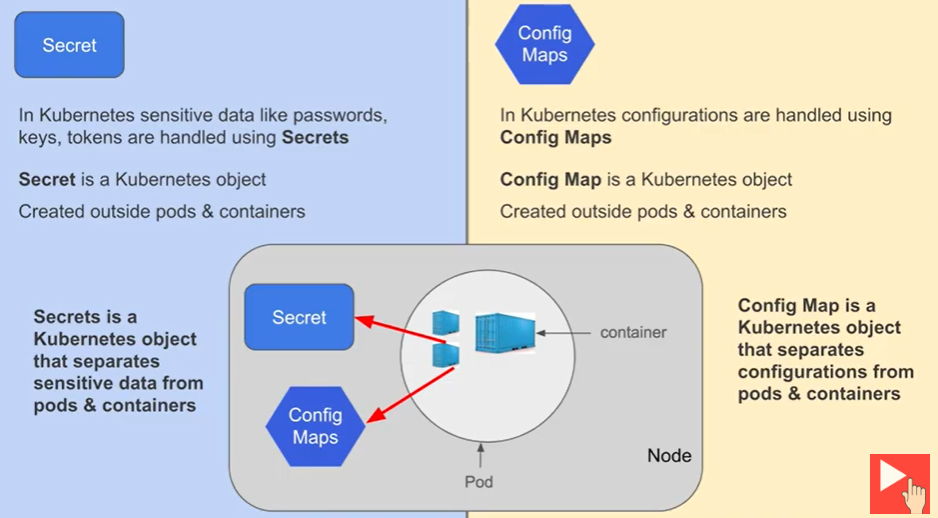 Secret
In Kubernetes sensitive data like passwords,
keys, tokens are handled using Secrets
Secret is a Kubernetes object
Created outside pods & containers
Config
Maps
In Kubernetes configurations are handled using
Config Maps
Config Map is a Kubernetes object
Created outside pods & containers
Secrets is a
Kubernetes object
that separates
sensitive data from
pods & containers
Secret
Config
Maps
container
Pod
Node
Config Map is a
Kubernetes object
that separates
configurations from
pods & containers